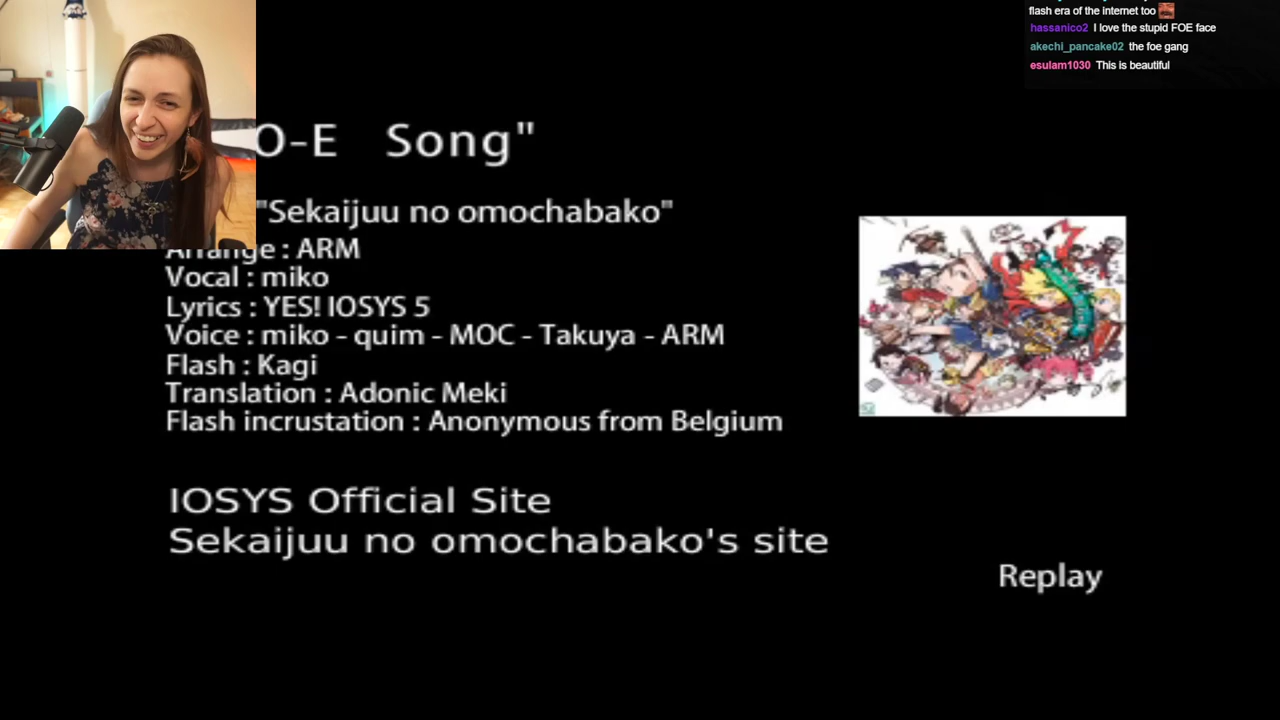 flash era of the internet too
hassanico2 I love the stupid FOE face
akechi_pancake02 the foe gang
esulam1030 This is beautiful
O-E Song"
"Sekaijuu no omochabako"
Arrange : ARM
Vocal : miko
Lyrics : YES! IOSYS 5
Voice : miko - quim - MOC - Takuya - ARM
Flash : Kagi
Translation : Adonic Meki
Flash incrustation : Anonymous from Belgium
IOSYS Official Site
Sekaijuu no omochabako's site
Replay